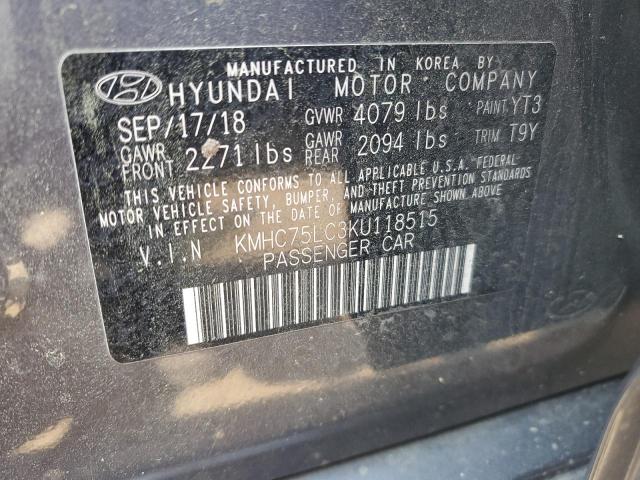 MANUFACTURED IN KOREA BY
HYUNDAI MOTOR COMPANY
SEP/17/18 GVWR 4079 lbs PAINT YT3
GAWR FRONT 2271 lbs GAWR REAR 2094 lbs TRIM T9Y
THIS VEHICLE CONFORMS TO ALL APPLICABLE U.S.A. FEDERAL
MOTOR VEHICLE SAFETY, BUMPER, AND THEFT PREVENTION STANDARDS
IN EFFECT ON THE DATE OF MANUFACTURE SHOWN ABOVE
V.I.N KMHC75LC3KU118515
PASSENGER CAR